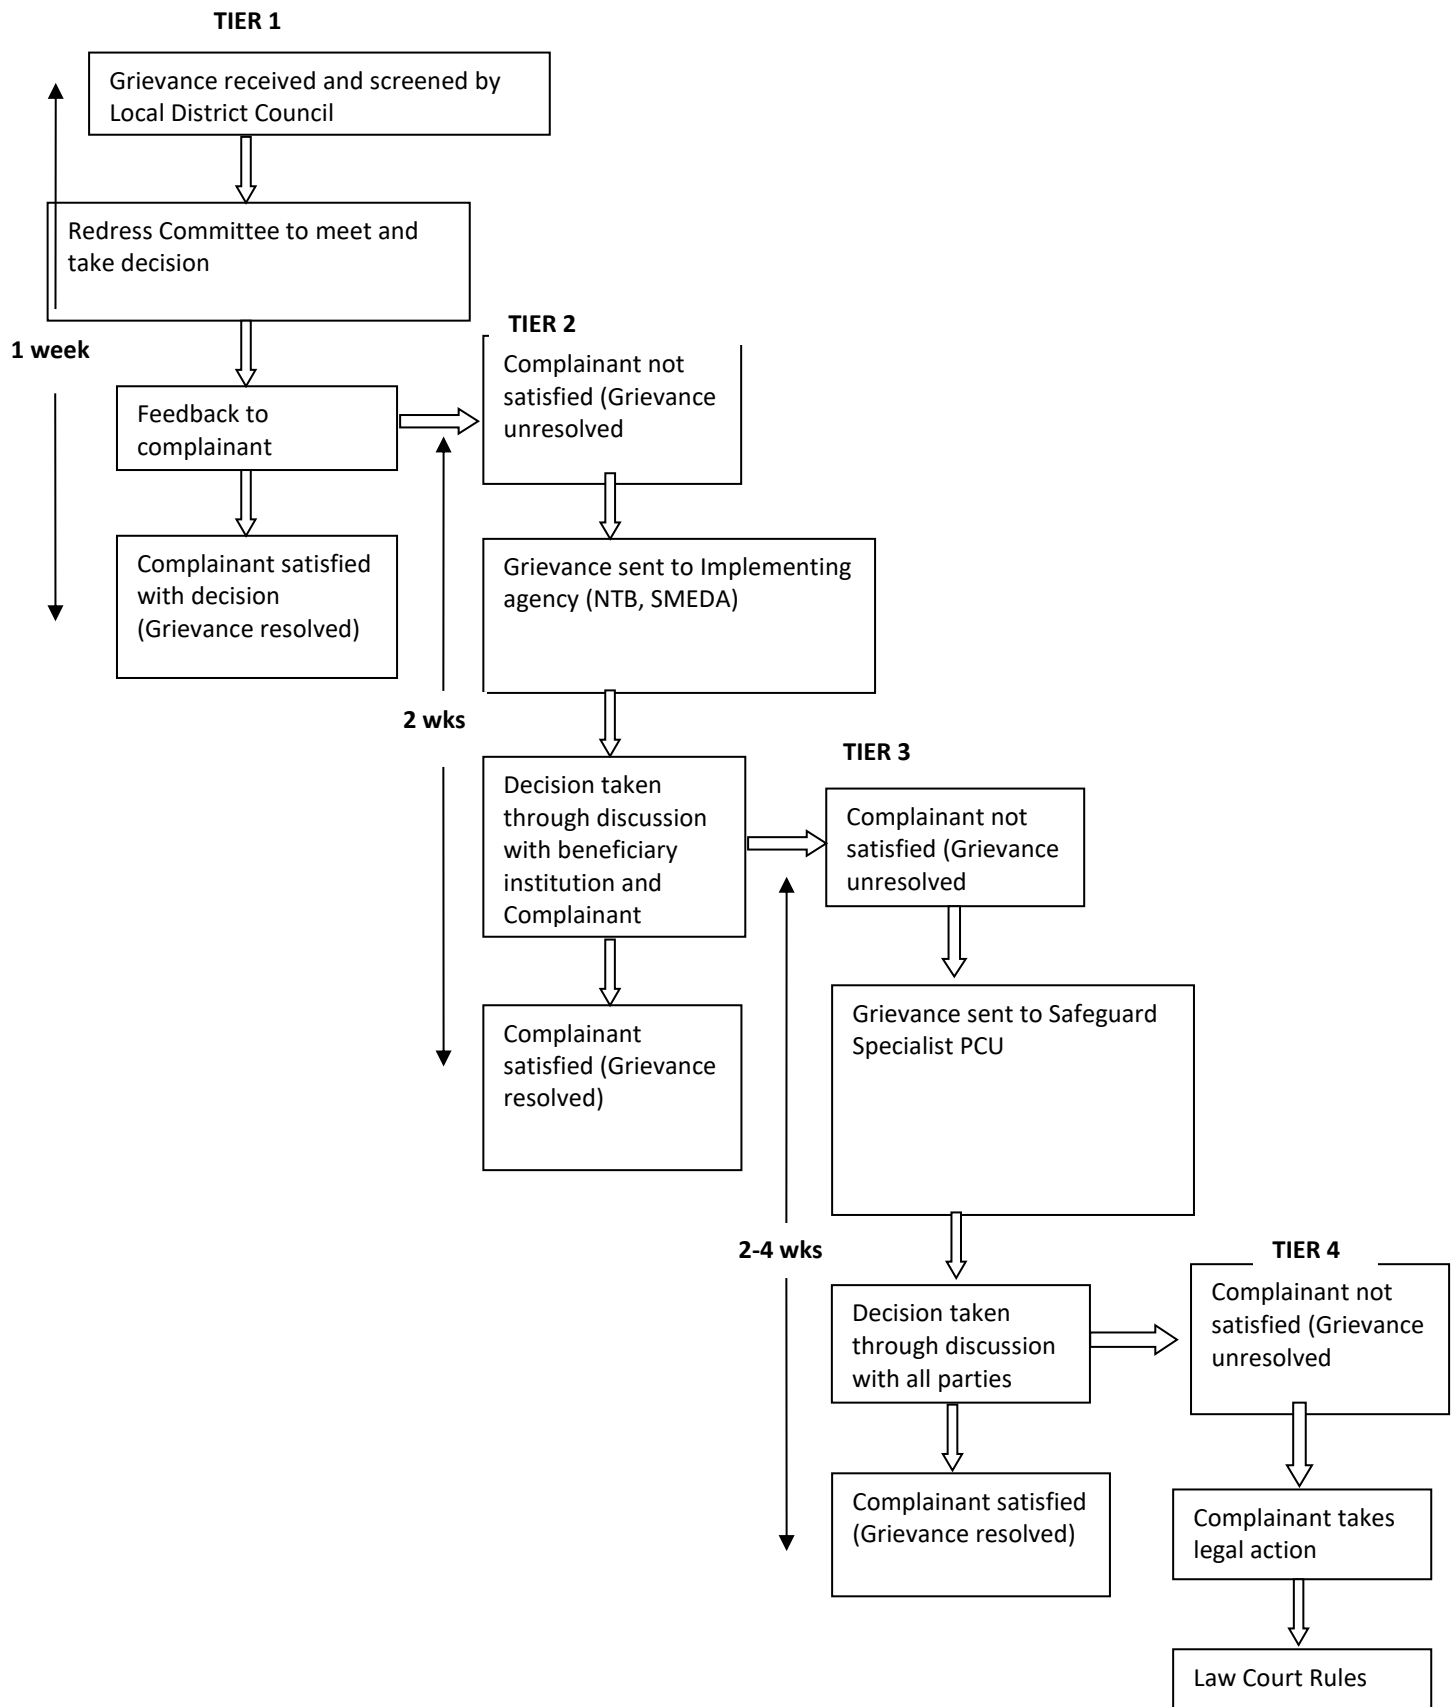 TIER 1
Grievance received and screened by
Local District Council
Redress Committee to meet and
take decision
1 week
Feedback to
complainant
Complainant satisfied
with decision
(Grievance resolved)
TIER 2
Complainant not
satisfied (Grievance
unresolved
Grievance sent to Implementing
agency (NTB, SMEDA)
2 wks
Decision taken
through discussion
with beneficiary
institution and
Complainant
Complainant
satisfied (Grievance
resolved)
TIER 3
Complainant not
satisfied (Grievance
unresolved
Grievance sent to Safeguard
Specialist PCU
2-4 wks
Decision taken
through discussion
with all parties
Complainant satisfied
(Grievance resolved)
TIER 4
Complainant not
satisfied (Grievance
unresolved
Complainant takes
legal action
Law Court Rules